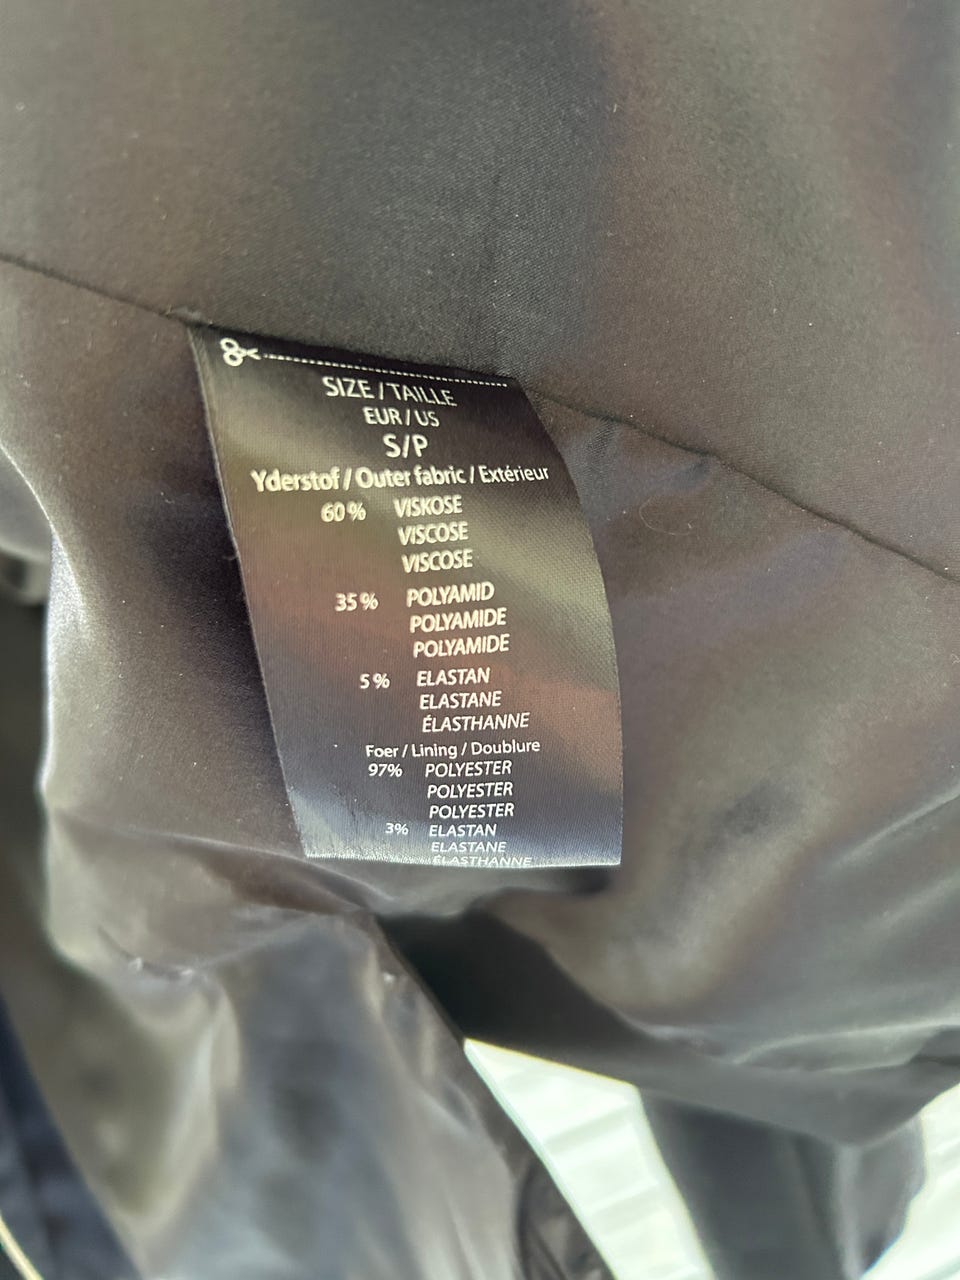 SIZE / TAILLE
EUR / US
S/P
Yderstof / Outer fabric / Extérieur
60 % VISKOSE
VISCOSE
VISCOSE
35 % POLYAMID
POLYAMIDE
POLYAMIDE
5 % ELASTAN
ELASTANE
ÉLASTHANNE
Foer / Lining / Doublure
97% POLYESTER
POLYESTER
POLYESTER
3% ELASTAN
ELASTANE
ÉLASTHANNE